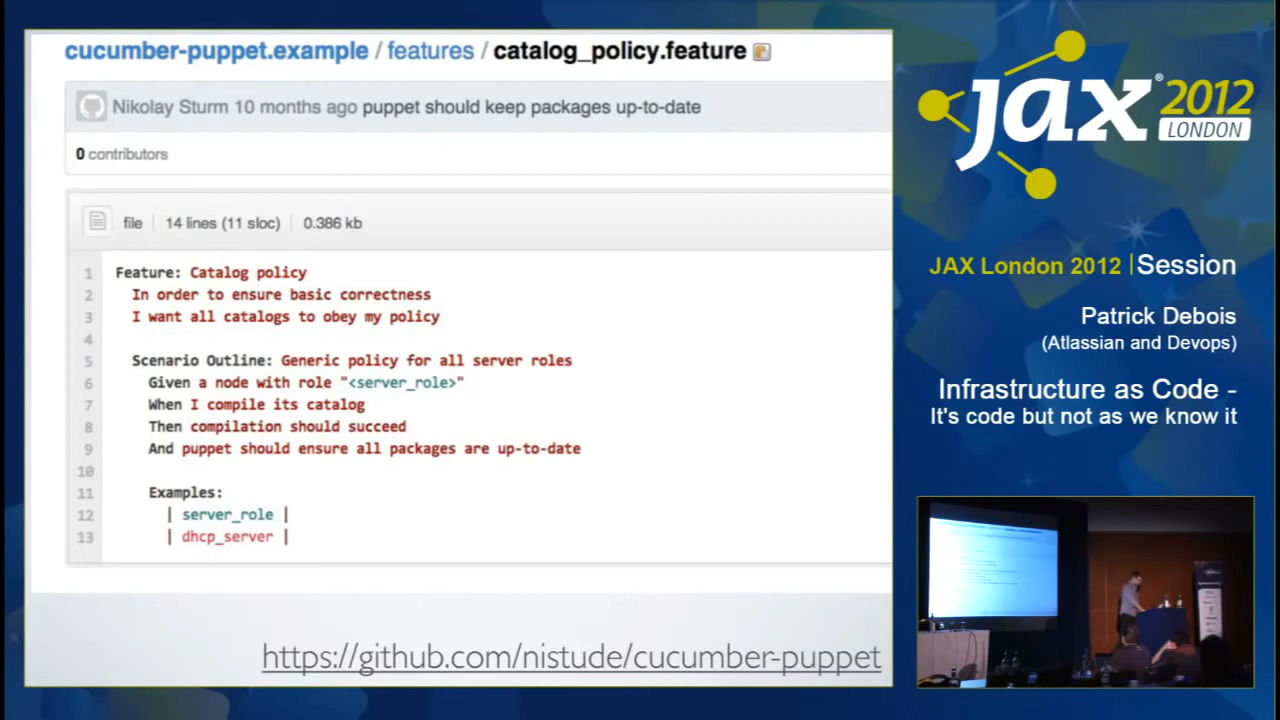 cucumber-puppet.example / features / catalog_policy.feature
Nikolay Sturm 10 months ago puppet should keep packages up-to-date
0 contributors
file | 14 lines (11 sloc) | 0.386 kb
1 Feature: Catalog policy
2 In order to ensure basic correctness
3 I want all catalogs to obey my policy
4
5 Scenario Outline: Generic policy for all server roles
6 Given a node with role "<server_role>"
7 When I compile its catalog
8 Then compilation should succeed
9 And puppet should ensure all packages are up-to-date
10
11 Examples:
12 | server_role |
13 | dhcp_server |
https://github.com/nistude/cucumber-puppet
jax® 2012
LONDON
JAX London 2012 | Session
Patrick Debois
(Atlassian and Devops)
Infrastructure as Code -
It's code but not as we know it